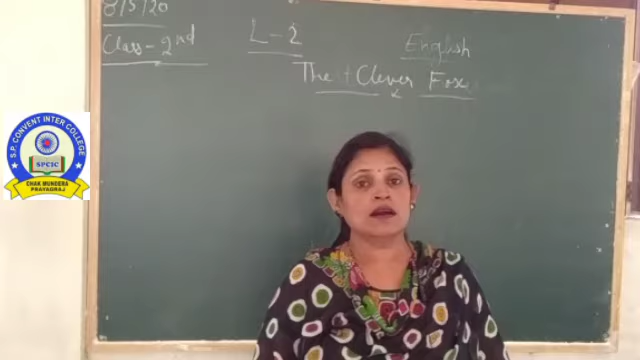 8/5/20
Class - 2nd
L - 2
English
The Clever Fox
S.P. CONVENT INTER COLLEGE
SPCIC
CHAK MUNDERA
PRAYAGRAJ